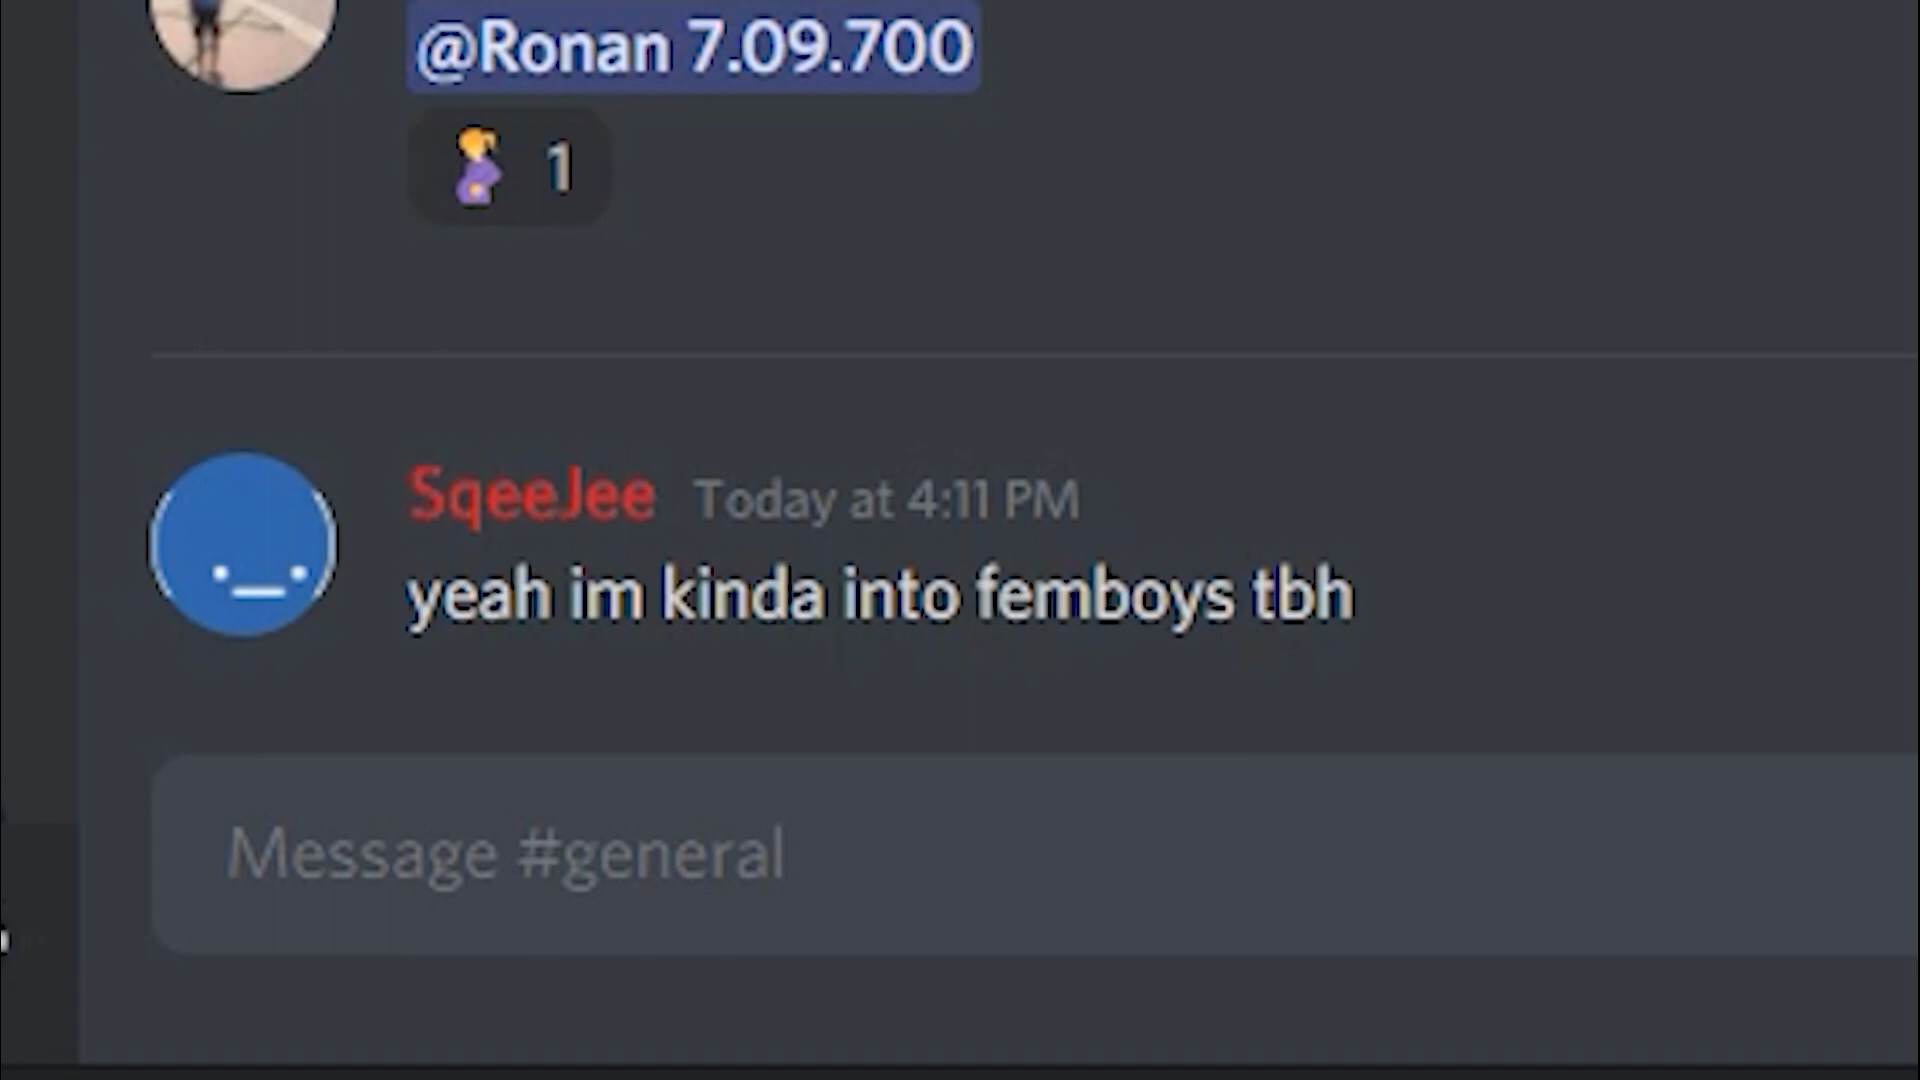 @Ronan 7.09.700
1
SqeeJee Today at 4:11 PM
yeah im kinda into femboys tbh
Message #general